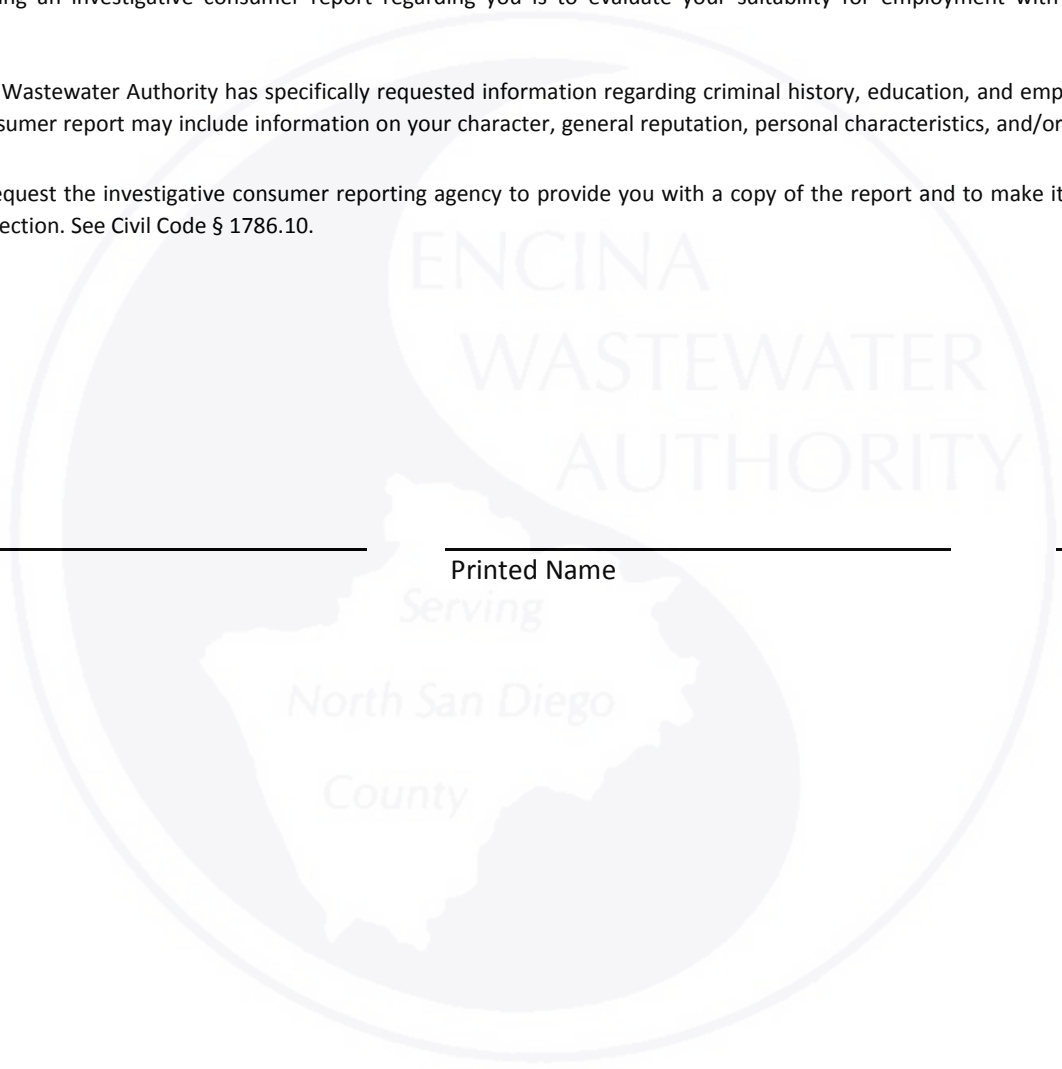 ing an investigative consumer report regarding you is to evaluate your suitability for employment with
Wastewater Authority has specifically requested information regarding criminal history, education, and emp
sumer report may include information on your character, general reputation, personal characteristics, and/or
equest the investigative consumer reporting agency to provide you with a copy of the report and to make it
ection. See Civil Code § 1786.10.
ENCINA
WASTEWATER
AUTHORITY
Printed Name
Serving
North San Diego
County